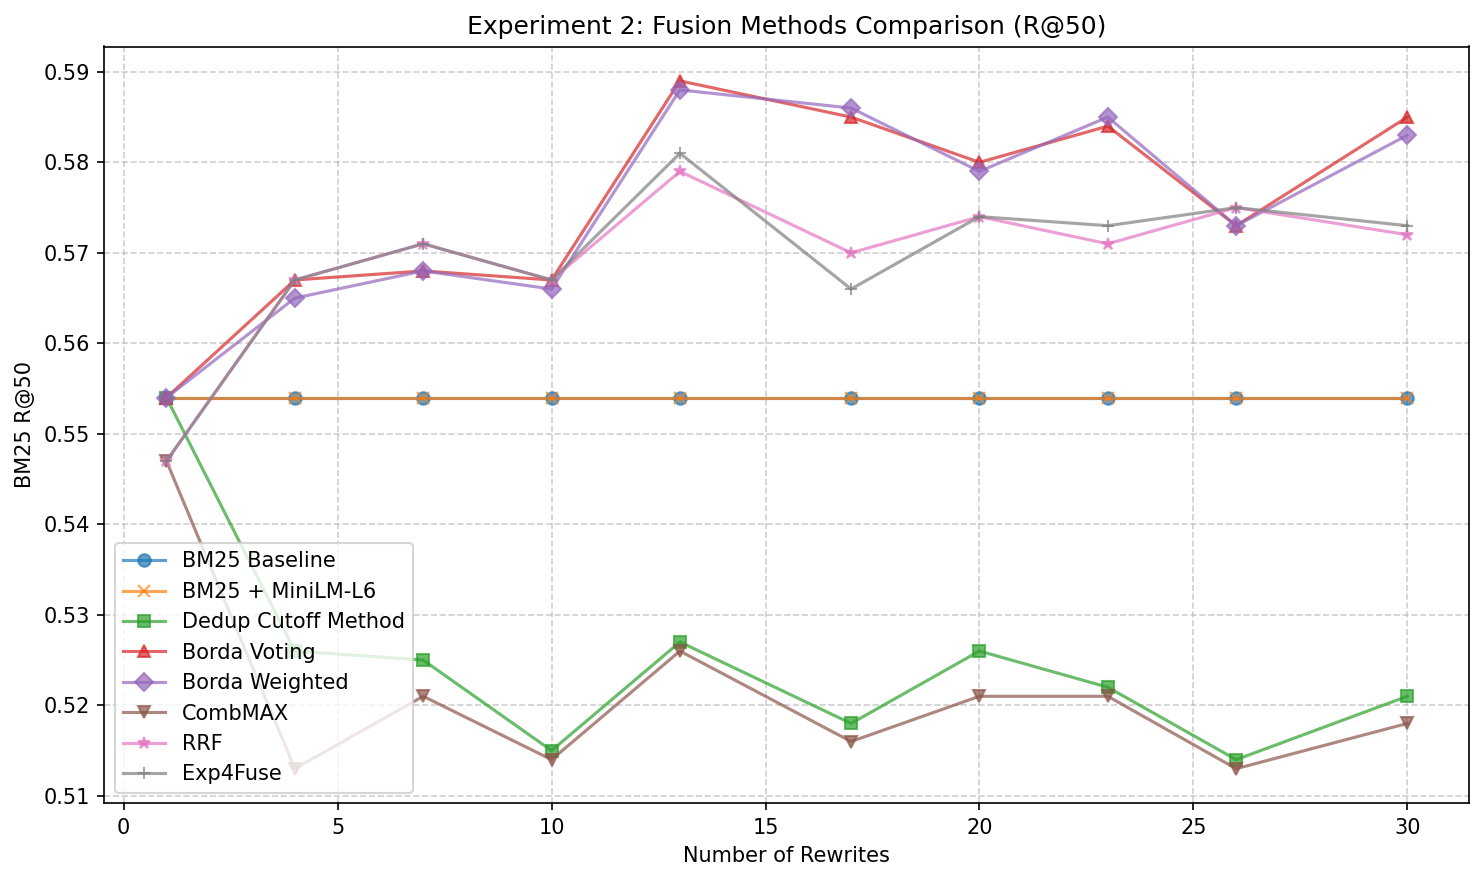 Experiment 2: Fusion Methods Comparison (R@50)
BM25 R@50
0.59
0.58
0.57
0.56
0.55
0.54
0.53
0.52
0.51
BM25 Baseline
BM25 + MiniLM-L6
Dedup Cutoff Method
Borda Voting
Borda Weighted
CombMAX
RRF
Exp4Fuse
0 5 10 15 20 25 30
Number of Rewrites